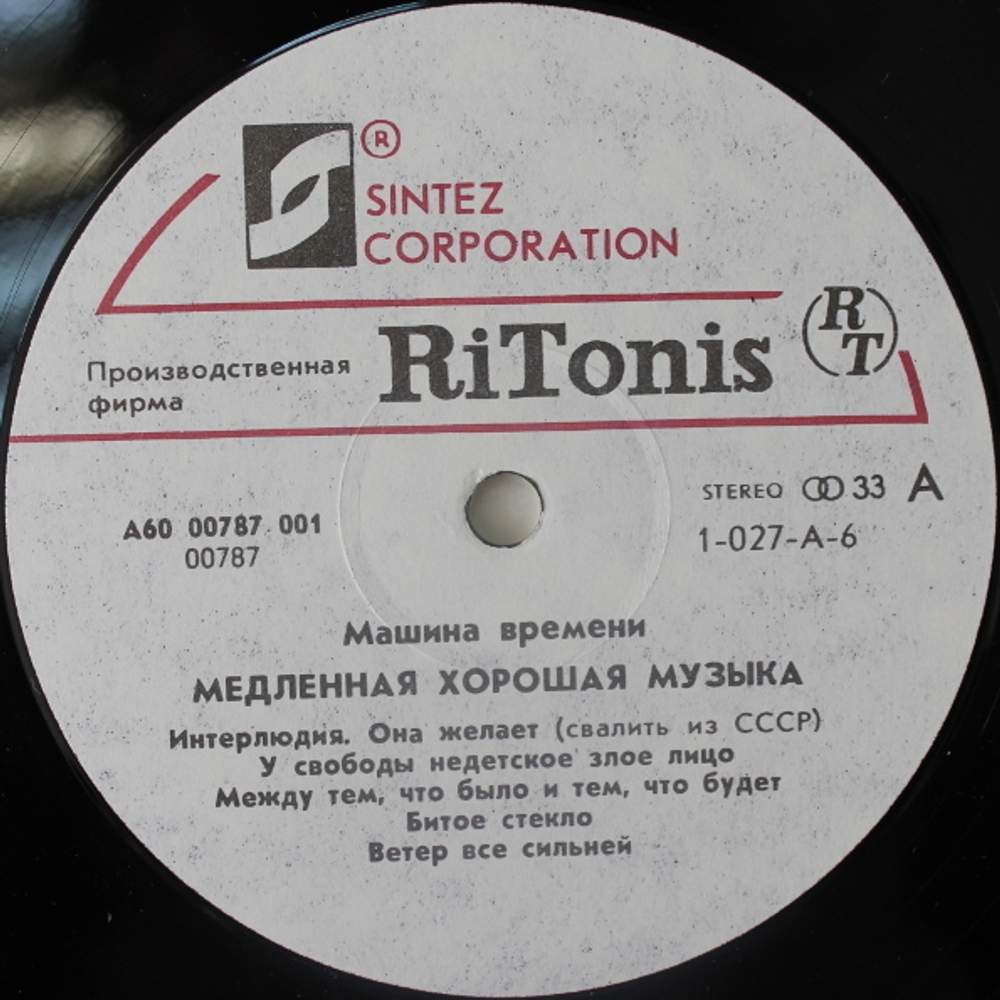 ®
SINTEZ
CORPORATION
Производственная
фирма
RiTonis
RT
STEREO 33 A
A60 00787 001
00787
1-027-A-6
Машина времени
МЕДЛЕННАЯ ХОРОШАЯ МУЗЫКА
Интерлюдия. Она желает (свалить из СССР)
У свободы недетское злое лицо
Между тем, что было и тем, что будет
Битое стекло
Ветер все сильней